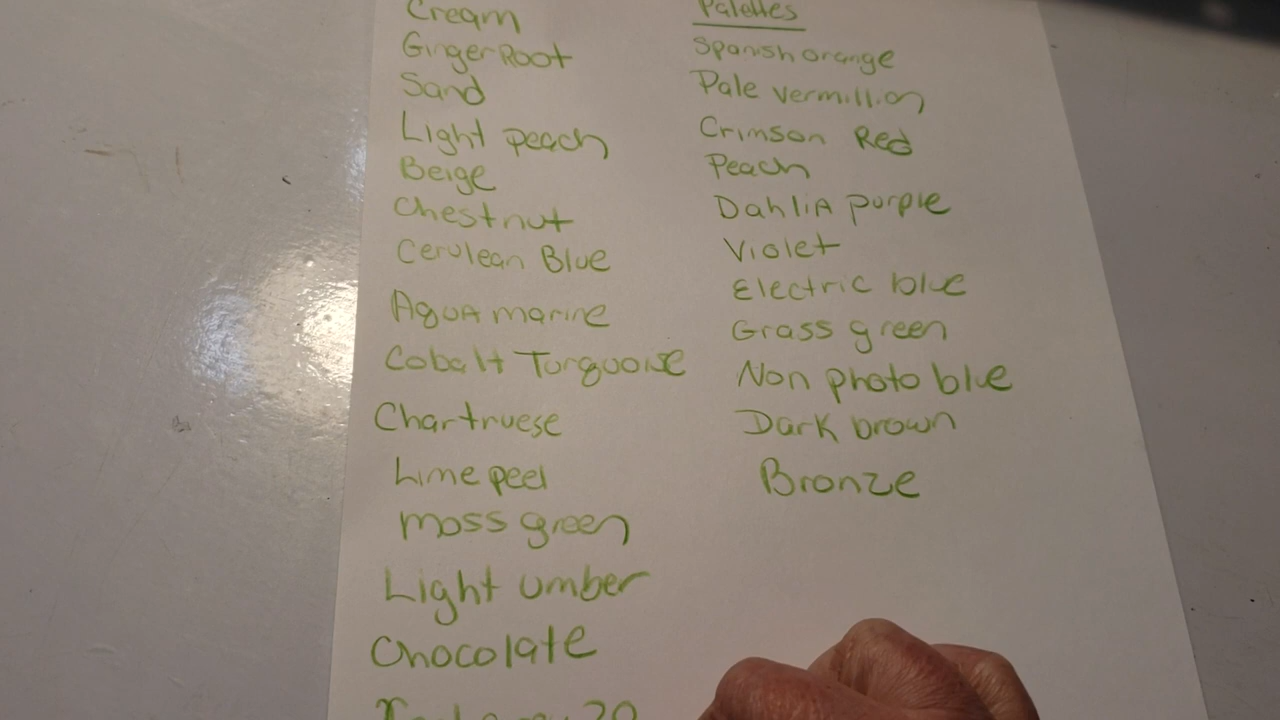 Cream
Ginger Root
Sand
Light peach
Beige
Chestnut
Cerulean Blue
Aqua marine
Cobalt Turquoise
Chartruese
Lime peel
moss green
Light umber
Chocolate
20
Palettes
Spanish orange
Pale vermillion
Crimson Red
Peach
Dahlia purple
Violet
Electric blue
Grass green
Non photo blue
Dark brown
Bronze